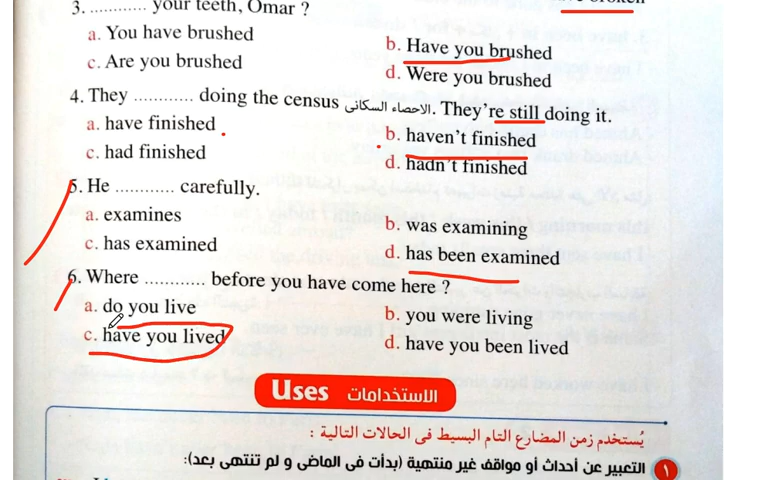 3. ............ your teeth, Omar ?
a. You have brushed
b. Have you brushed
c. Are you brushed
d. Were you brushed
4. They ............ doing the census الاحصاء السكانى. They're still doing it.
a. have finished
b. haven't finished
c. had finished
d. hadn't finished
5. He ............ carefully.
a. examines
b. was examining
c. has examined
d. has been examined
6. Where ............ before you have come here ?
a. do you live
b. you were living
c. have you lived
d. have you been lived
Uses الاستخدامات
يُستخدم زمن المضارع التام البسيط فى الحالات التالية :
١ التعبير عن أحداث أو مواقف غير منتهية (بدأت فى الماضى و لم تنتهى بعد):